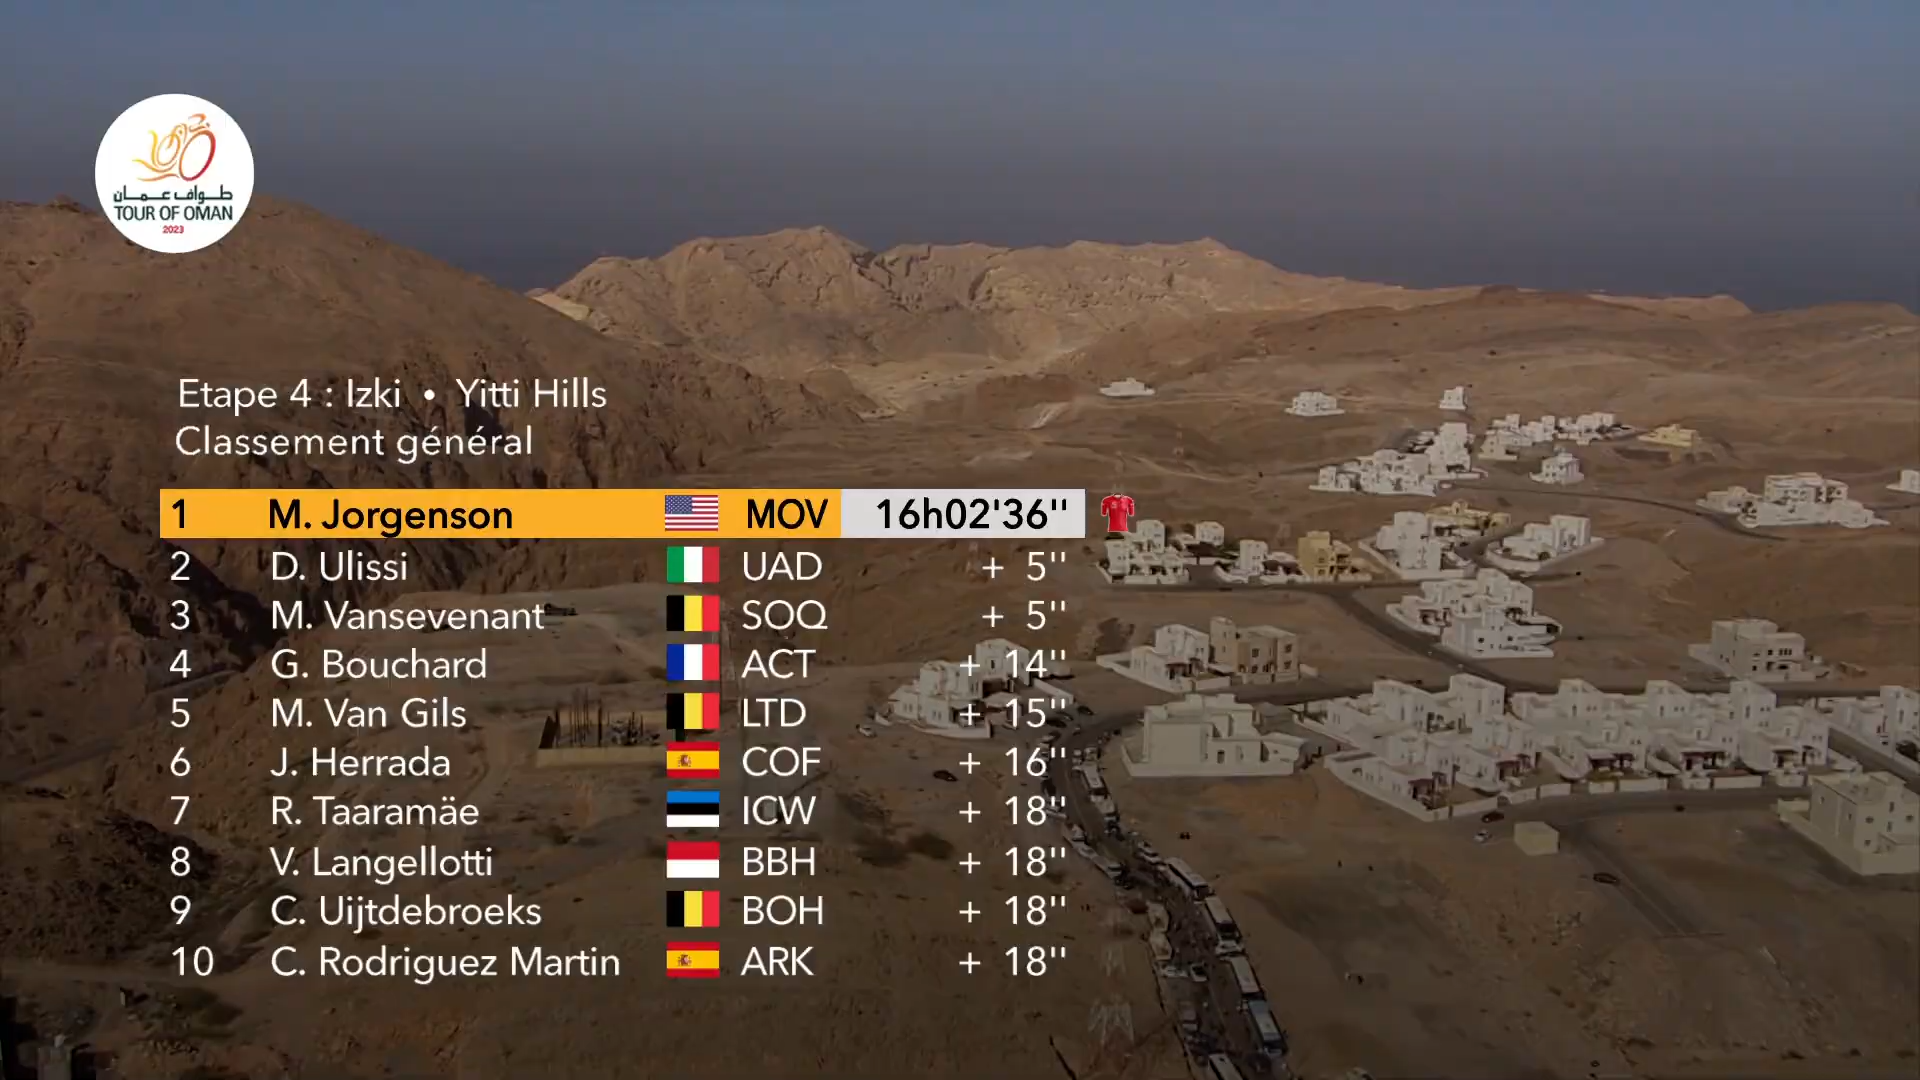 طواف عمان
TOUR OF OMAN
2023
Etape 4 : Izki • Yitti Hills
Classement général
1 M. Jorgenson MOV 16h02'36''
2 D. Ulissi UAD + 5''
3 M. Vansevenant SOQ + 5''
4 G. Bouchard ACT + 14''
5 M. Van Gils LTD + 15''
6 J. Herrada COF + 16''
7 R. Taaramäe ICW + 18''
8 V. Langellotti BBH + 18''
9 C. Uijtdebroeks BOH + 18''
10 C. Rodriguez Martin ARK + 18''